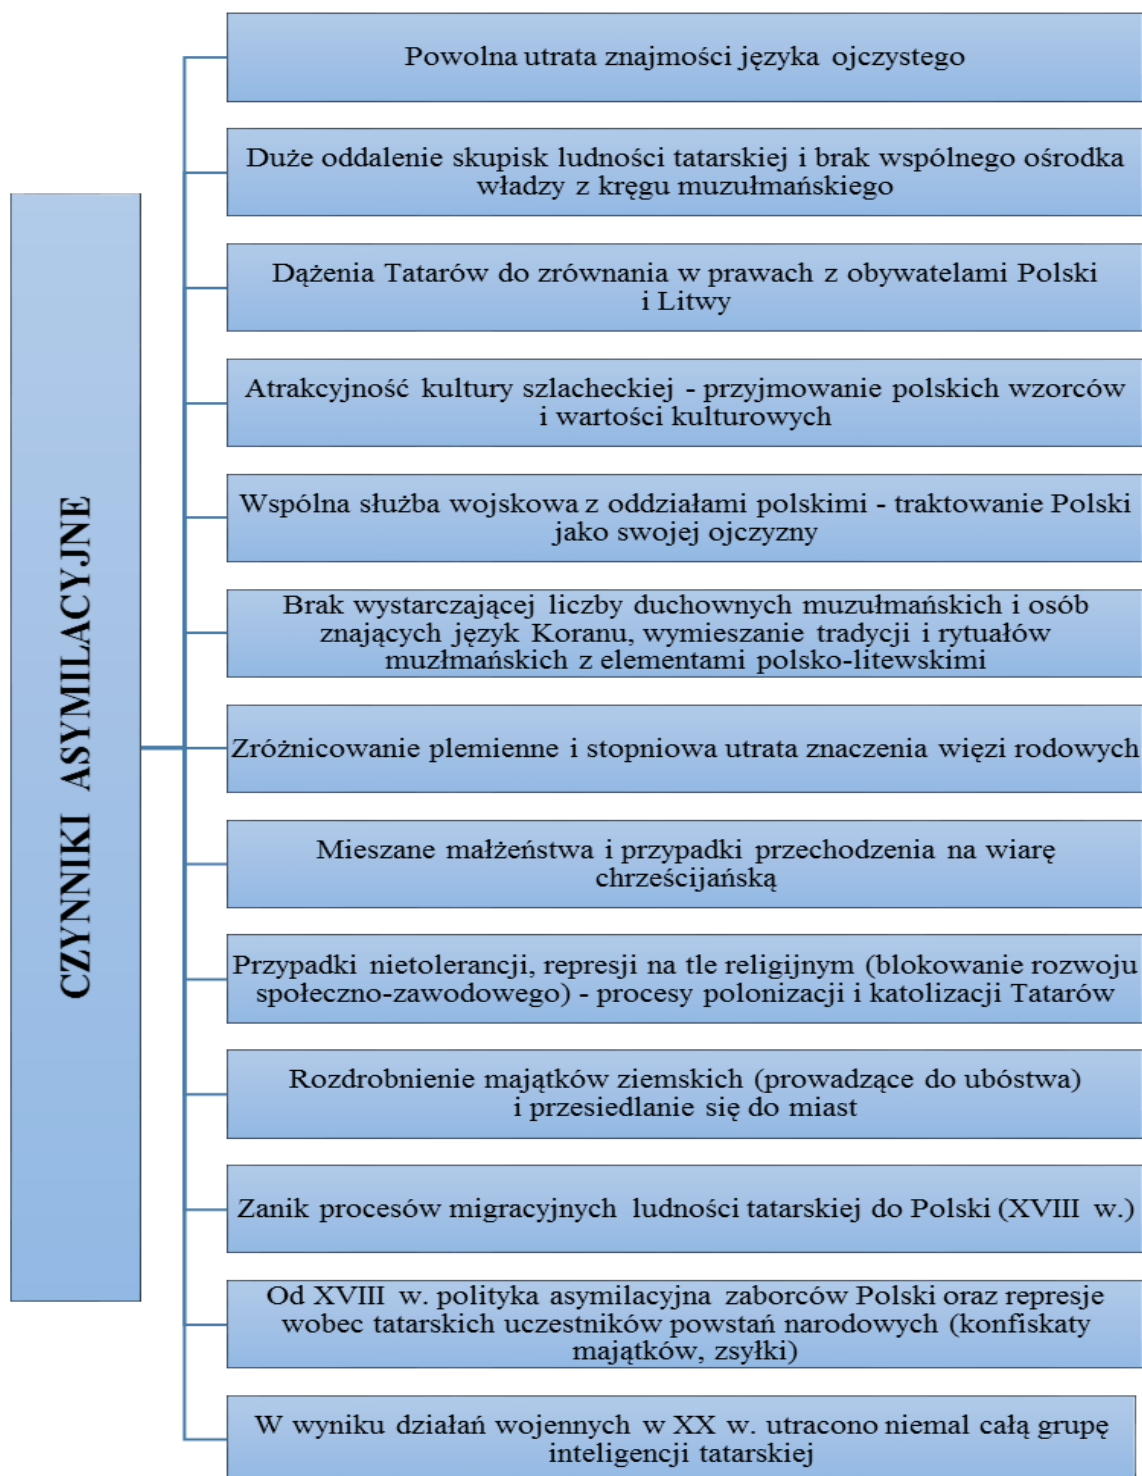 CZYNNIKI ASYMILACYJNE
Powolna utrata znajmości języka ojczystego
Duże oddalenie skupisk ludności tatarskiej i brak wspólnego ośrodka
władzy z kręgu muzułmańskiego
Dążenia Tatarów do zrównania w prawach z obywatelami Polski
i Litwy
Atrakcyjność kultury szlacheckiej - przyjmowanie polskich wzorców
i wartości kulturowych
Wspólna służba wojskowa z oddziałami polskimi - traktowanie Polski
jako swojej ojczyzny
Brak wystarczającej liczby duchownych muzułmańskich i osób
znających język Koranu, wymieszanie tradycji i rytuałów
muzłmańskich z elementami polsko-litewskimi
Zróżnicowanie plemienne i stopniowa utrata znaczenia więzi rodowych
Mieszane małżeństwa i przypadki przechodzenia na wiarę
chrześcijańską
Przypadki nietolerancji, represji na tle religijnym (blokowanie rozwoju
społeczno-zawodowego) - procesy polonizacji i katolizacji Tatarów
Rozdrobnienie majątków ziemskich (prowadzące do ubóstwa)
i przesiedlanie się do miast
Zanik procesów migracyjnych ludności tatarskiej do Polski (XVIII w.)
Od XVIII w. polityka asymilacyjna zaborców Polski oraz represje
wobec tatarskich uczestników powstań narodowych (konfiskaty
majątków, zsyłki)
W wyniku działań wojennych w XX w. utracono niemal całą grupę
inteligencji tatarskiej